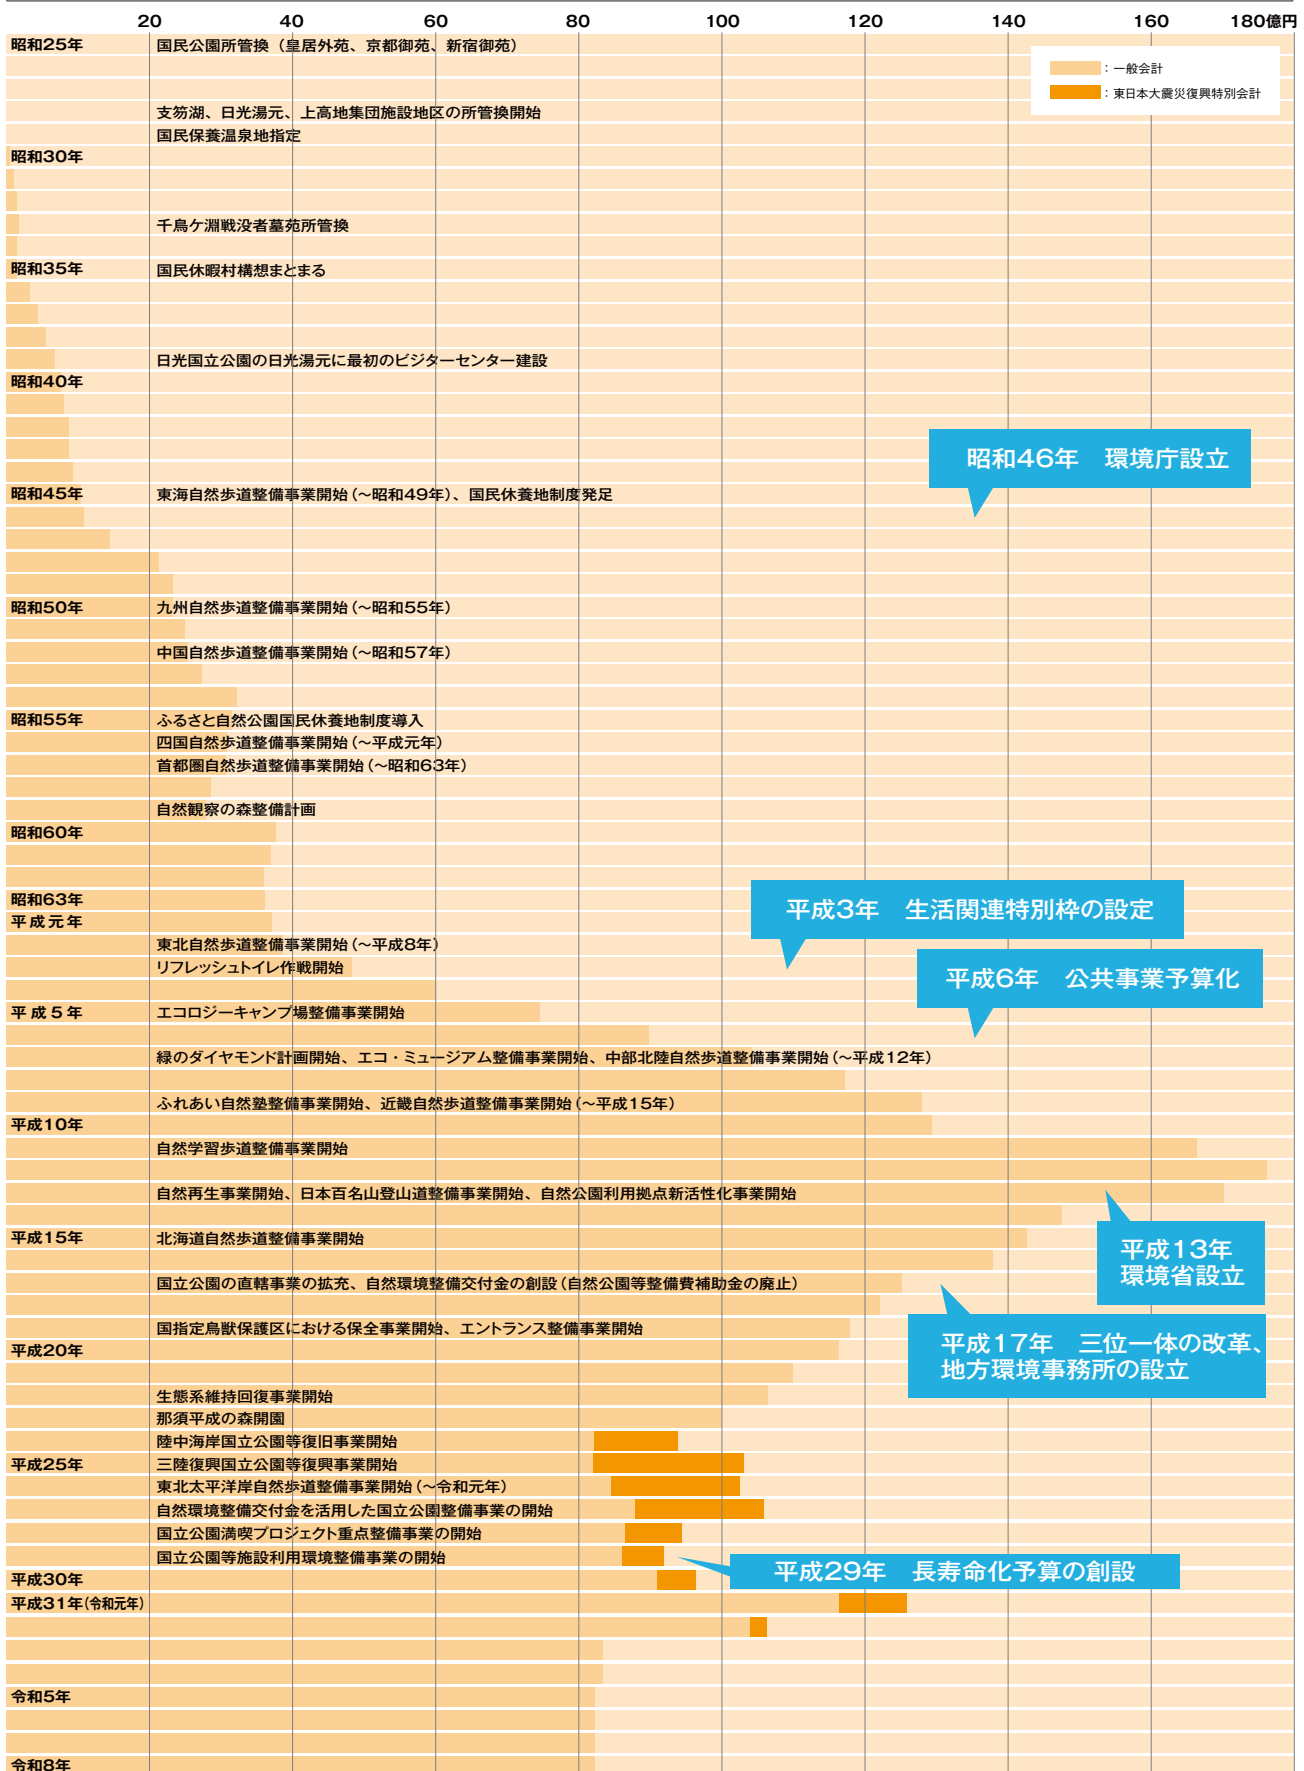 20 40 60 80 100 120 140 160 180億円
昭和25年 国民公園所管換（皇居外苑、京都御苑、新宿御苑）
：一般会計
：東日本大震災復興特別会計
支笏湖、日光湯元、上高地集団施設地区の所管換開始
国民保養温泉地指定
昭和30年
千鳥ケ淵戦没者墓苑所管換
昭和35年 国民休暇村構想まとまる
日光国立公園の日光湯元に最初のビジターセンター建設
昭和40年
昭和46年　環境庁設立
昭和45年 東海自然歩道整備事業開始（～昭和49年）、国民休養地制度発足
昭和50年 九州自然歩道整備事業開始（～昭和55年）
中国自然歩道整備事業開始（～昭和57年）
昭和55年 ふるさと自然公園国民休養地制度導入
四国自然歩道整備事業開始（～平成元年）
首都圏自然歩道整備事業開始（～昭和63年）
自然観察の森整備計画
昭和60年
昭和63年
平成3年　生活関連特別枠の設定
平成元年
東北自然歩道整備事業開始（～平成8年）
リフレッシュトイレ作戦開始
平成6年　公共事業予算化
平成5年 エコロジーキャンプ場整備事業開始
緑のダイヤモンド計画開始、エコ・ミュージアム整備事業開始、中部北陸自然歩道整備事業開始（～平成12年）
ふれあい自然塾整備事業開始、近畿自然歩道整備事業開始（～平成15年）
平成10年
自然学習歩道整備事業開始
自然再生事業開始、日本百名山登山道整備事業開始、自然公園利用拠点新活性化事業開始
平成15年 北海道自然歩道整備事業開始
平成13年
環境省設立
国立公園の直轄事業の拡充、自然環境整備交付金の創設（自然公園等整備費補助金の廃止）
国指定鳥獣保護区における保全事業開始、エントランス整備事業開始
平成20年
平成17年　三位一体の改革、
地方環境事務所の設立
生態系維持回復事業開始
那須平成の森開園
陸中海岸国立公園等復旧事業開始
平成25年 三陸復興国立公園等復興事業開始
東北太平洋岸自然歩道整備事業開始（～令和元年）
自然環境整備交付金を活用した国立公園整備事業の開始
国立公園満喫プロジェクト重点整備事業の開始
国立公園等施設利用環境整備事業の開始
平成29年　長寿命化予算の創設
平成30年
平成31年（令和元年）
令和5年
令和8年